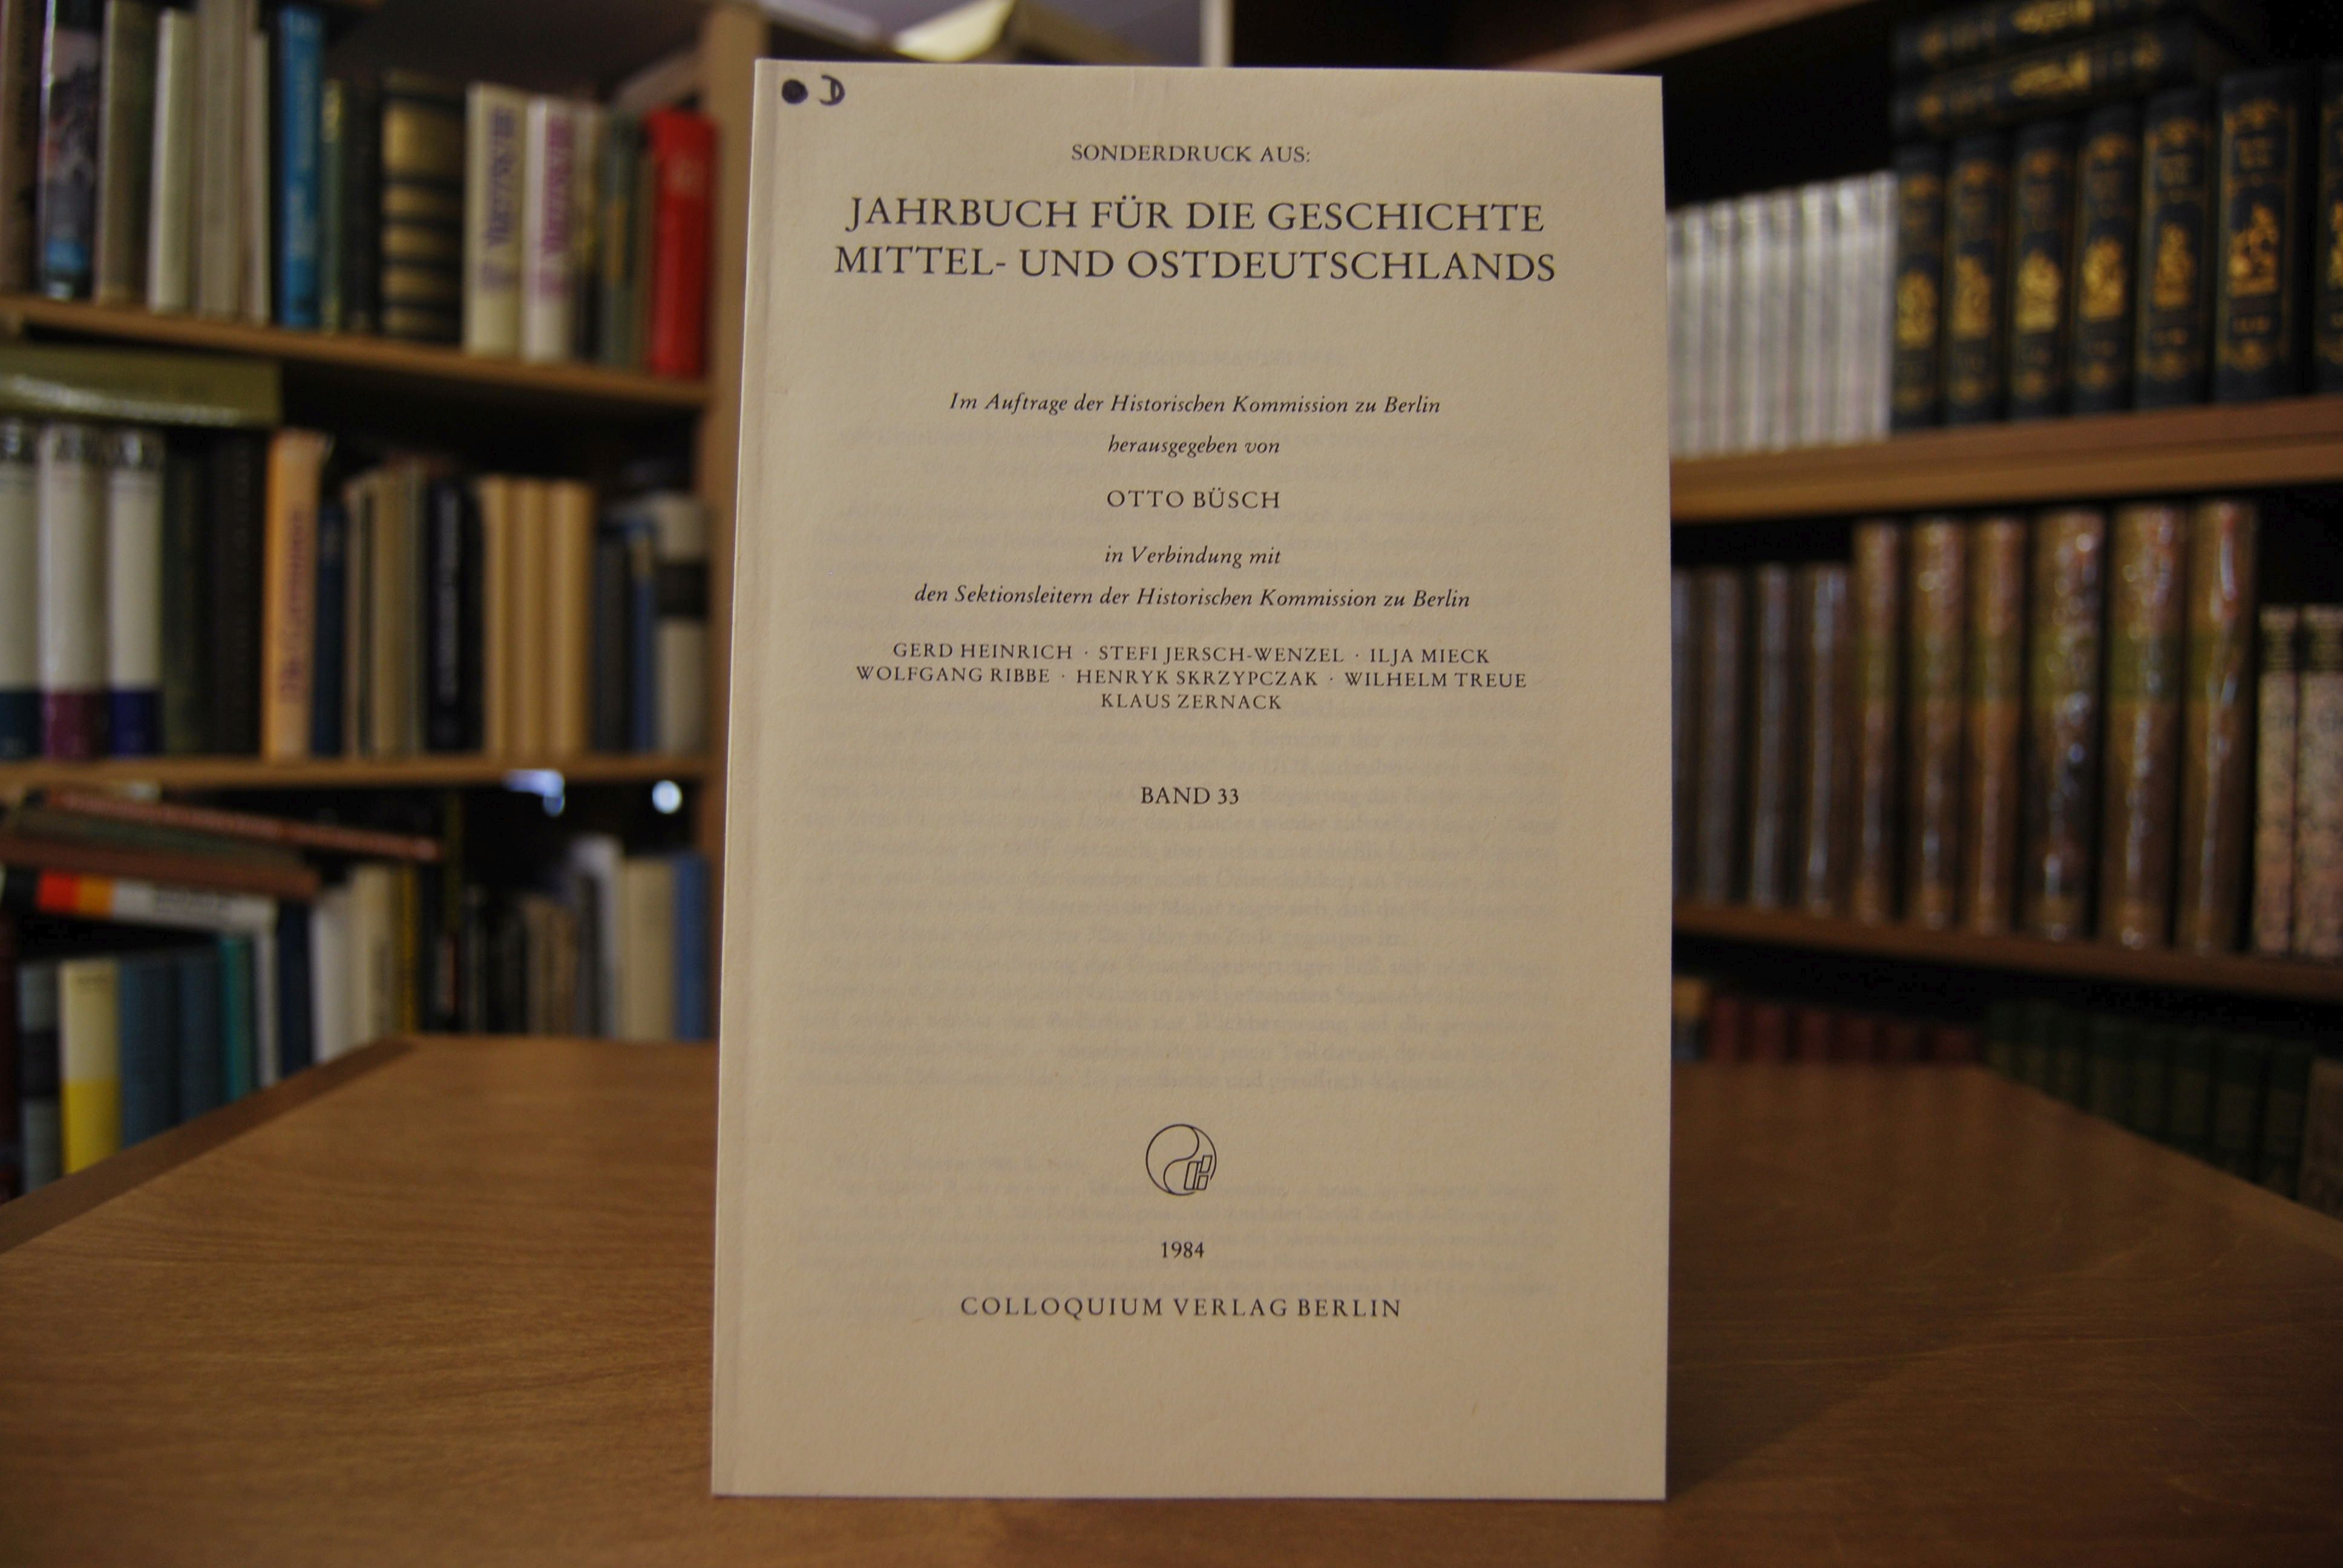 D
SONDERDRUCK AUS:
JAHRBUCH FÜR DIE GESCHICHTE
MITTEL- UND OSTDEUTSCHLANDS
Im Auftrage der Historischen Kommission zu Berlin
herausgegeben von
OTTO BÜSCH
in Verbindung mit
den Sektionsleitern der Historischen Kommission zu Berlin
GERD HEINRICH · STEFI JERSCH-WENZEL · ILJA MIECK
WOLFGANG RIBBE · HENRYK SKRZYPCZAK · WILHELM TREUE
KLAUS ZERNACK
BAND 33
1984
COLLOQUIUM VERLAG BERLIN